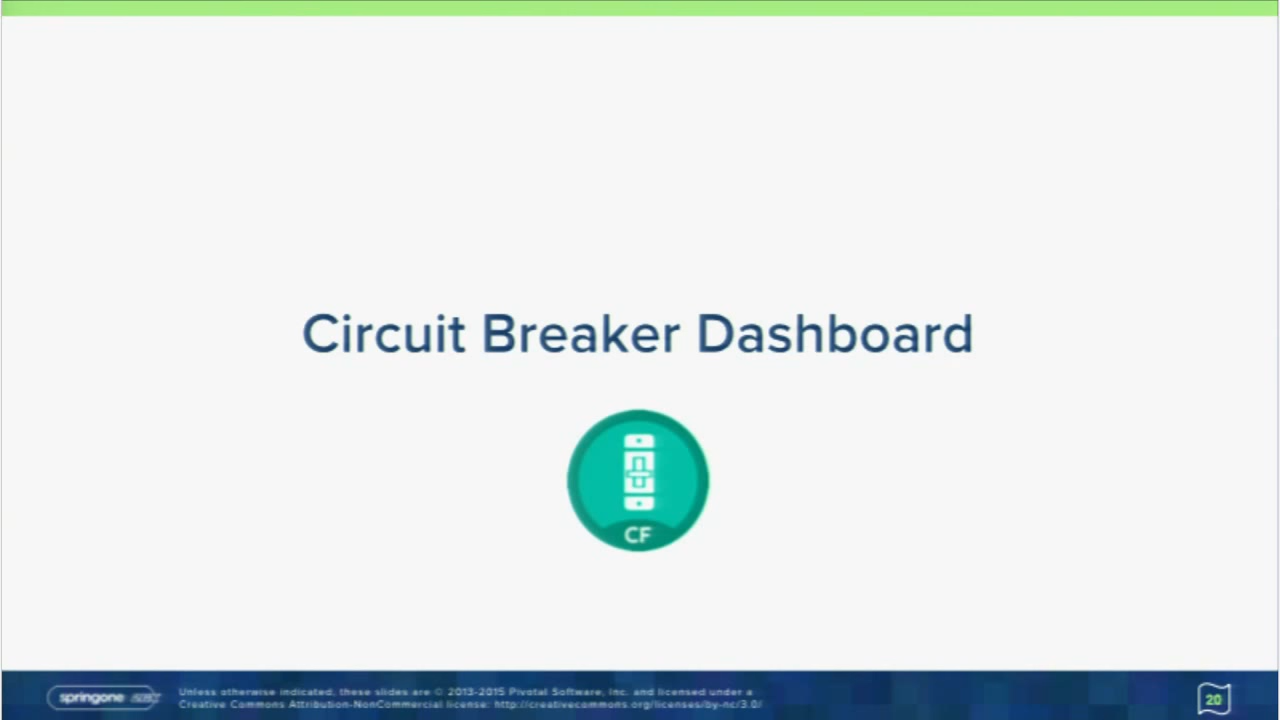 Circuit Breaker Dashboard
CF
springone
Unless otherwise indicated, these slides are © 2013-2015 Pivotal Software, Inc. and licensed under a
Creative Commons Attribution-NonCommercial license: http://creativecommons.org/licenses/by-nc/3.0/
20